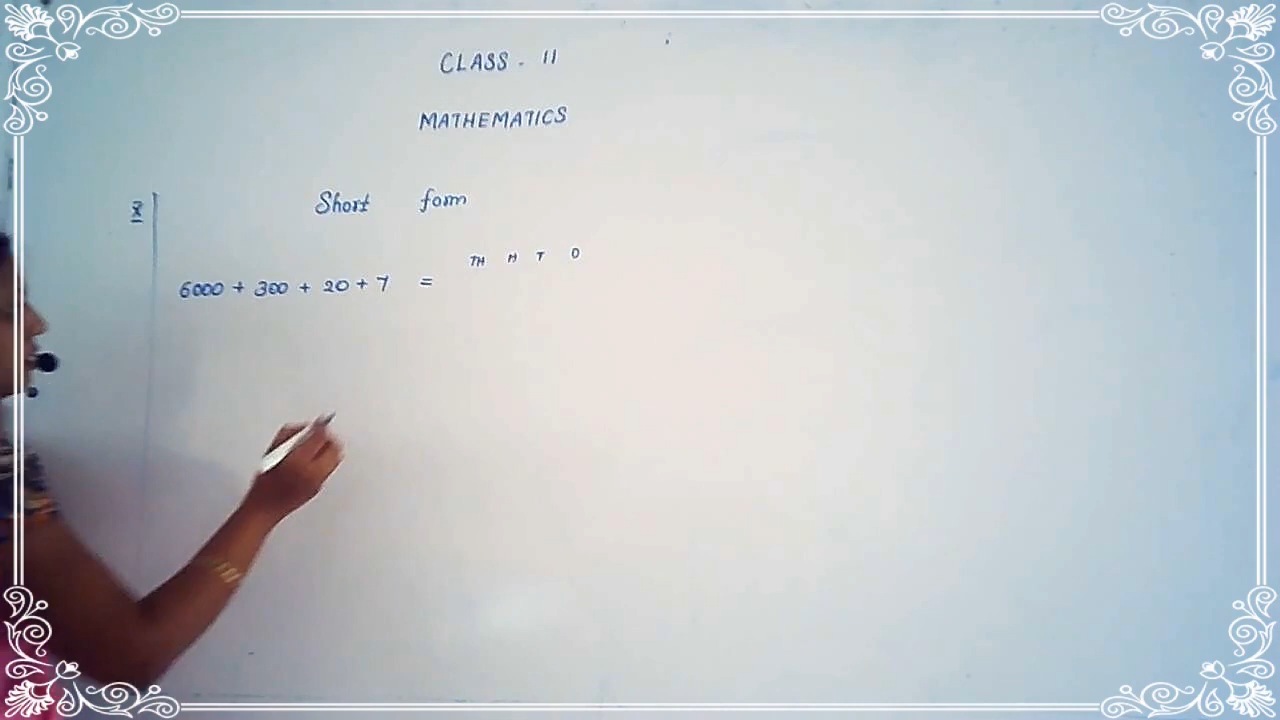 CLASS - II
MATHEMATICS
Short form
TH H T O
6000 + 300 + 20 + 7 =